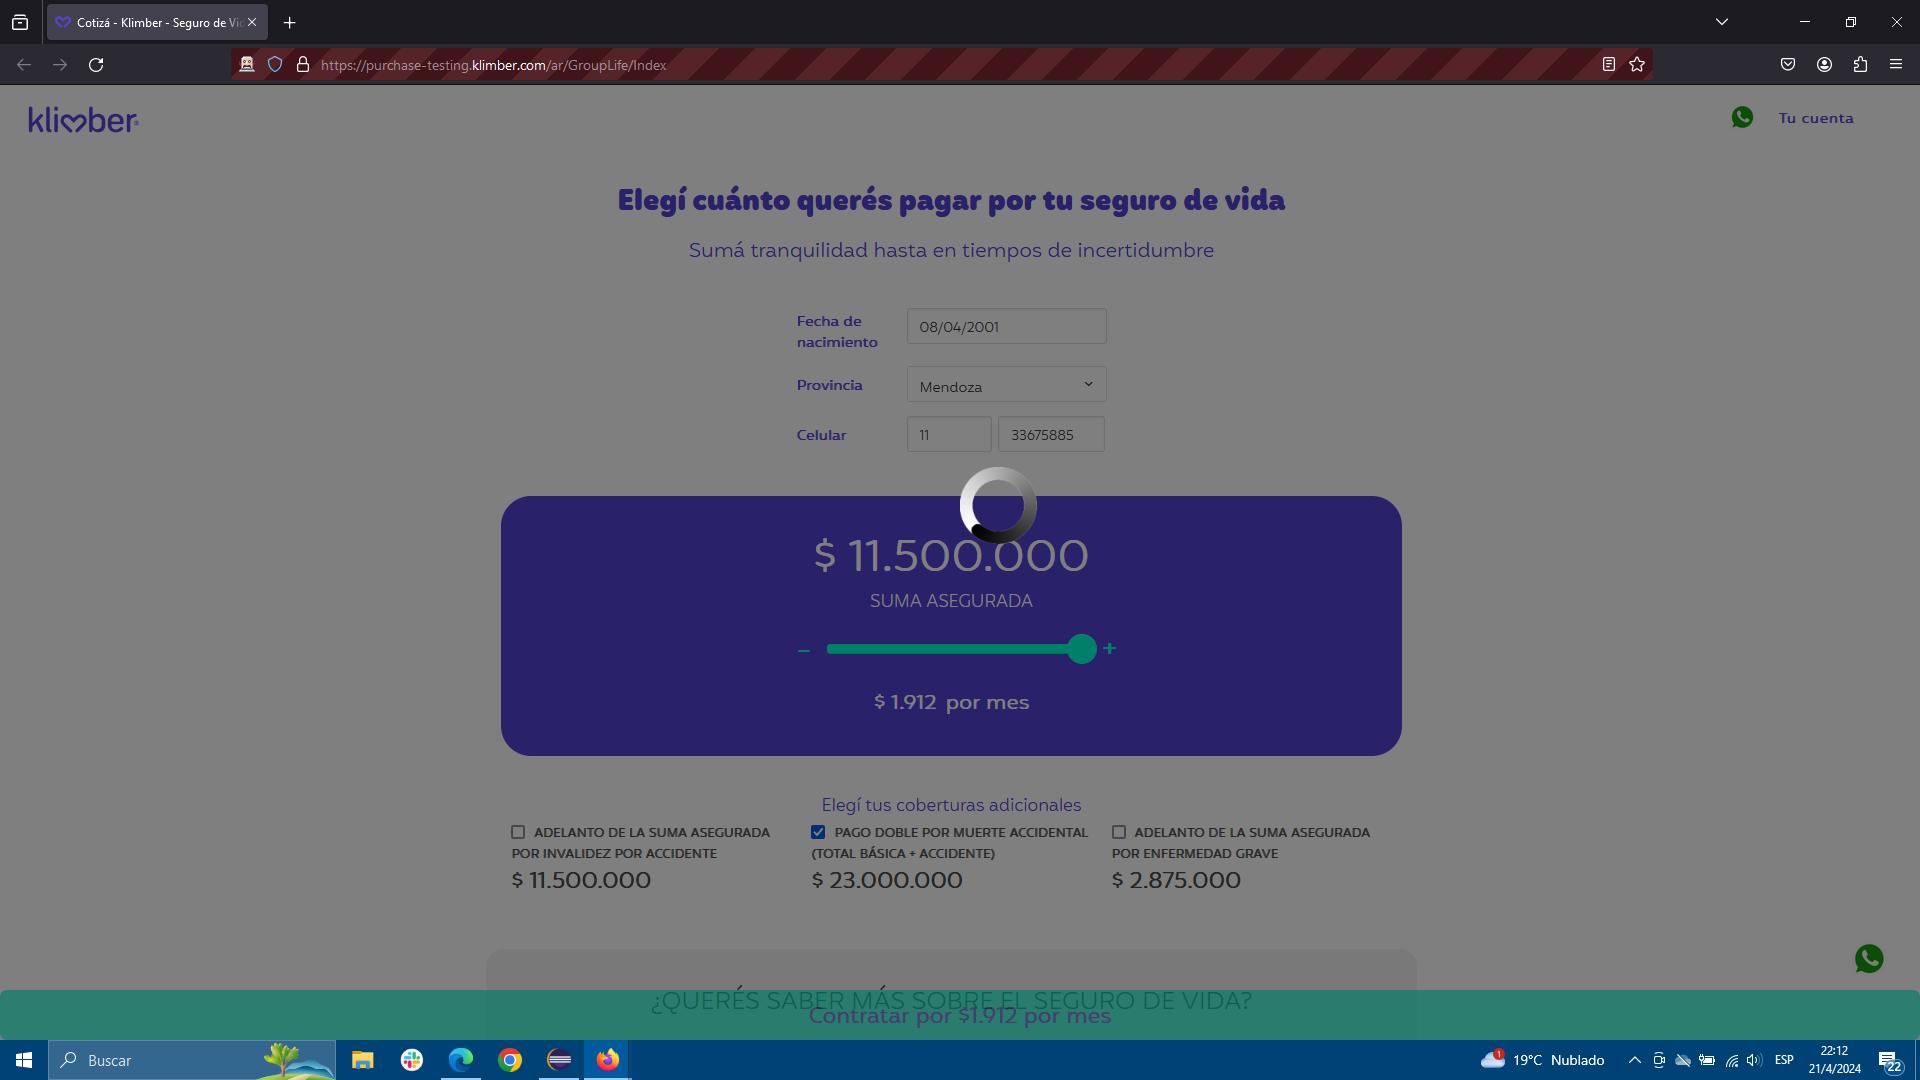 Cotizá - Klimber - Seguro de Vid
https://purchase-testing.klimber.com/ar/GroupLife/Index
klimber
Tu cuenta
Elegí cuánto querés pagar por tu seguro de vida
Sumá tranquilidad hasta en tiempos de incertidumbre
Fecha de nacimiento
08/04/2001
Provincia
Mendoza
Celular
11
33675885
$ 11.500.000
SUMA ASEGURADA
–
+
$ 1.912 por mes
Elegí tus coberturas adicionales
ADELANTO DE LA SUMA ASEGURADA
POR INVALIDEZ POR ACCIDENTE
$ 11.500.000
PAGO DOBLE POR MUERTE ACCIDENTAL
(TOTAL BÁSICA + ACCIDENTE)
$ 23.000.000
ADELANTO DE LA SUMA ASEGURADA
POR ENFERMEDAD GRAVE
$ 2.875.000
¿QUERÉS SABER MÁS SOBRE EL SEGURO DE VIDA?
Contratar por $1.912 por mes
Buscar
1
19°C Nublado
ESP
22:12
21/4/2024
22